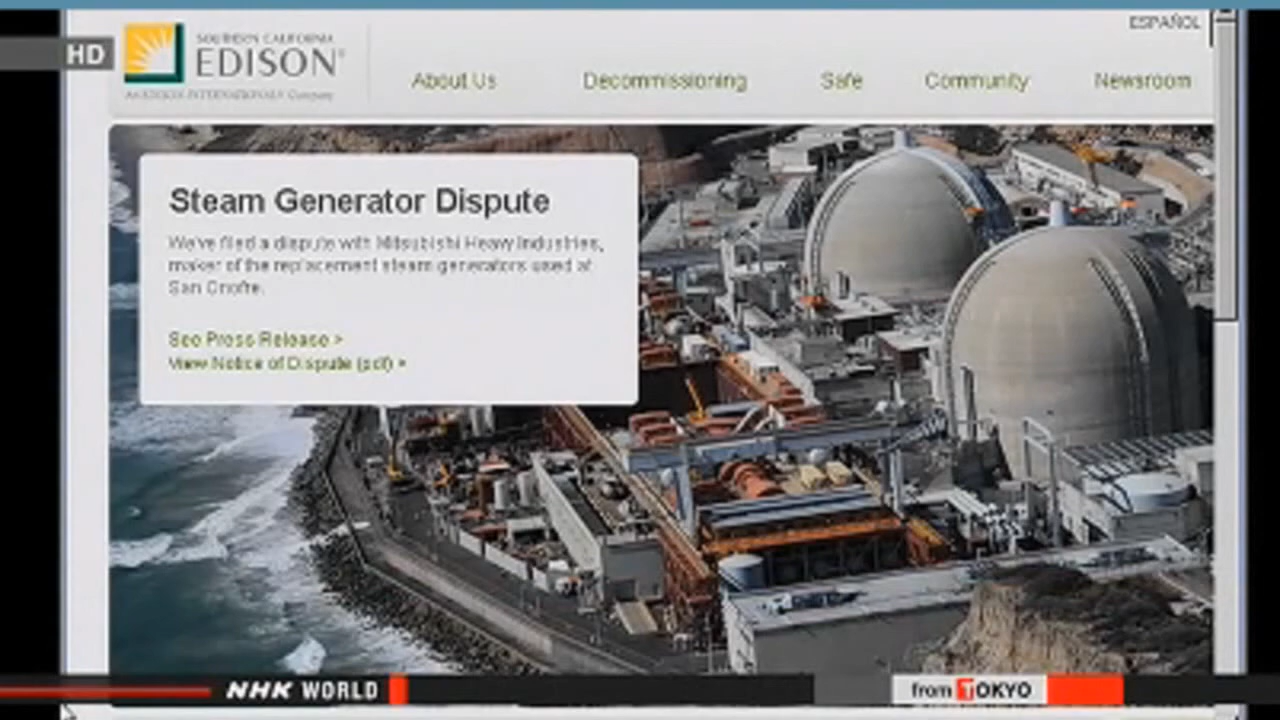 ESPAÑOL
HD
SOUTHERN CALIFORNIA
EDISON®
An EDISON INTERNATIONAL® Company
About Us
Decommissioning
Safe
Community
Newsroom
Steam Generator Dispute
We've filed a dispute with Mitsubishi Heavy Industries,
maker of the replacement steam generators used at
San Onofre.
See Press Release >
View Notice of Dispute (pdf) >
NHK WORLD
from TOKYO